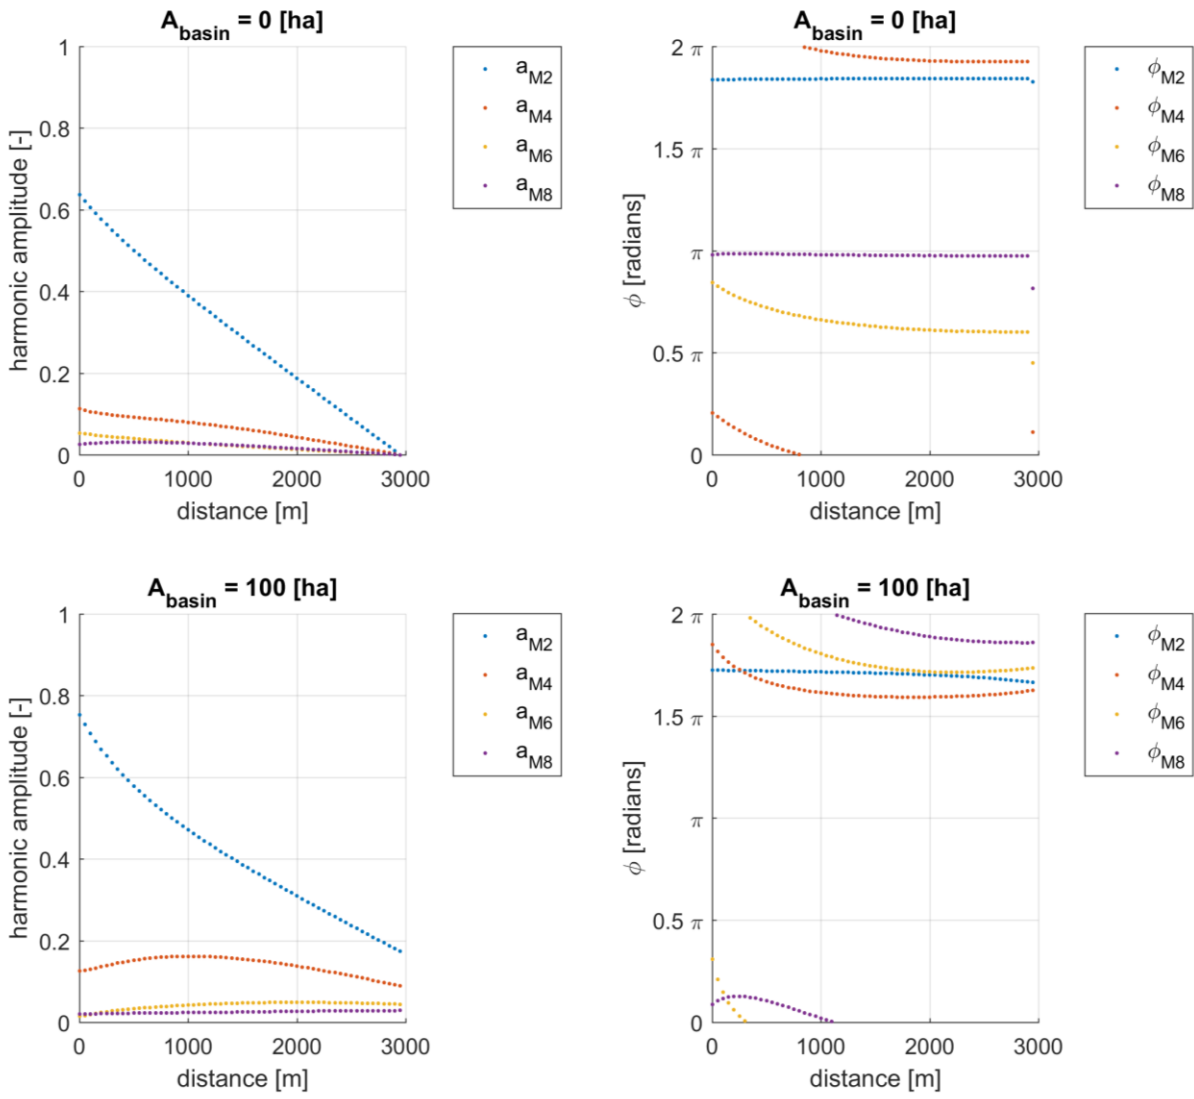 A_basin = 0 [ha]
harmonic amplitude [-]
1
0.8
0.6
0.4
0.2
0
0 1000 2000 3000
distance [m]
a_M2
a_M4
a_M6
a_M8
A_basin = 0 [ha]
ϕ [radians]
2 π
1.5 π
π
0.5 π
0
0 1000 2000 3000
distance [m]
ϕ_M2
ϕ_M4
ϕ_M6
ϕ_M8
A_basin = 100 [ha]
harmonic amplitude [-]
1
0.8
0.6
0.4
0.2
0
0 1000 2000 3000
distance [m]
a_M2
a_M4
a_M6
a_M8
A_basin = 100 [ha]
ϕ [radians]
2 π
1.5 π
π
0.5 π
0
0 1000 2000 3000
distance [m]
ϕ_M2
ϕ_M4
ϕ_M6
ϕ_M8